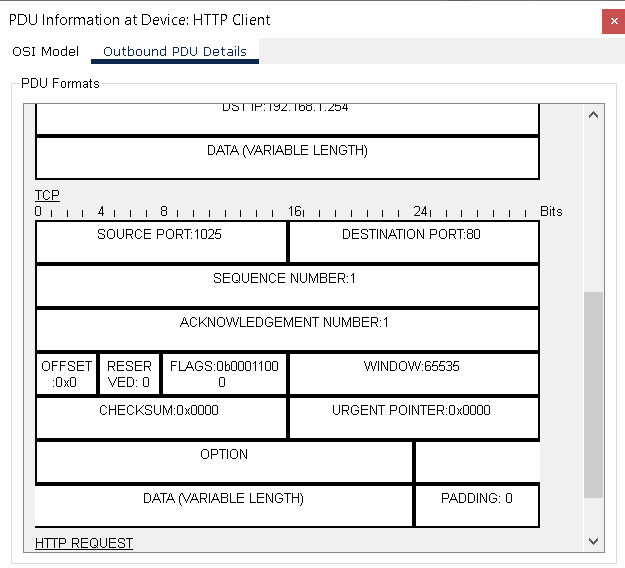 PDU Information at Device: HTTP Client
OSI Model Outbound PDU Details
PDU Formats
DST IP:192.168.1.254
DATA (VARIABLE LENGTH)
TCP
0 4 8 16 24 Bits
SOURCE PORT:1025 DESTINATION PORT:80
SEQUENCE NUMBER:1
ACKNOWLEDGEMENT NUMBER:1
OFFSET RESER FLAGS:0b0001100 WINDOW:65535
:0x0 VED: 0 0
CHECKSUM:0x0000 URGENT POINTER:0x0000
OPTION
DATA (VARIABLE LENGTH) PADDING: 0
HTTP REQUEST